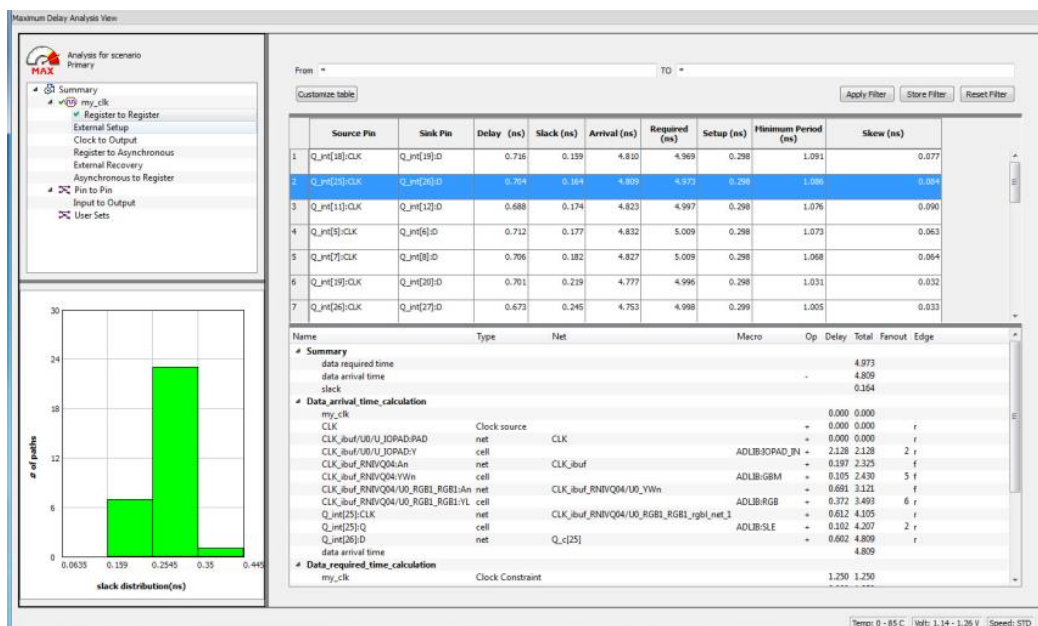 Maximum Delay Analysis View
Analysis for scenario
Primary
MAX
Summary
my_clk
Register to Register
External Setup
Clock to Output
Register to Asynchronous
External Recovery
Asynchronous to Register
Pin to Pin
Input to Output
User Sets
30
24
18
12
6
0
# of paths
0.0635 0.159 0.2545 0.35 0.445
slack distribution(ns)
From * TO *
Customize table Apply Filter Store Filter Reset Filter
Source Pin Sink Pin Delay (ns) Slack (ns) Arrival (ns) Required (ns) Setup (ns) Minimum Period (ns) Skew (ns)
1 Q_int[18]:CLK Q_int[19]:D 0.716 0.159 4.810 4.969 0.298 1.091 0.077
2 Q_int[25]:CLK Q_int[26]:D 0.704 0.164 4.809 4.973 0.298 1.086 0.084
3 Q_int[11]:CLK Q_int[12]:D 0.688 0.174 4.823 4.997 0.298 1.076 0.090
4 Q_int[5]:CLK Q_int[6]:D 0.712 0.177 4.832 5.009 0.298 1.073 0.063
5 Q_int[7]:CLK Q_int[8]:D 0.706 0.182 4.827 5.009 0.298 1.068 0.064
6 Q_int[19]:CLK Q_int[20]:D 0.701 0.219 4.777 4.996 0.298 1.031 0.032
7 Q_int[26]:CLK Q_int[27]:D 0.673 0.245 4.753 4.998 0.299 1.005 0.033
Name Type Net Macro Op Delay Total Fanout Edge
Summary
data required time 4.973
data arrival time - 4.809
slack 0.164
Data_arrival_time_calculation
my_clk 0.000 0.000
CLK Clock source + 0.000 0.000 r
CLK_ibuf/U0/U_IOPAD:PAD net CLK + 0.000 0.000 r
CLK_ibuf/U0/U_IOPAD:Y cell ADLIB:IOPAD_IN + 2.128 2.128 2 r
CLK_ibuf_RNIVQ04:An net CLK_ibuf + 0.197 2.325 f
CLK_ibuf_RNIVQ04:YWn cell ADLIB:GBM + 0.105 2.430 5 f
CLK_ibuf_RNIVQ04/U0_RGB1_RGB1:An net CLK_ibuf_RNIVQ04/U0_YWn + 0.691 3.121 f
CLK_ibuf_RNIVQ04/U0_RGB1_RGB1:YL cell ADLIB:RGB + 0.372 3.493 6 r
Q_int[25]:CLK net CLK_ibuf_RNIVQ04/U0_RGB1_RGB1_rgbl_net_1 + 0.612 4.105 r
Q_int[25]:Q cell ADLIB:SLE + 0.102 4.207 2 r
Q_int[26]:D net Q_c[25] + 0.602 4.809 r
data arrival time 4.809
Data_required_time_calculation
my_clk Clock Constraint 1.250 1.250
Temp: 0 - 85 C Volt: 1.14 - 1.26 V Speed: STD